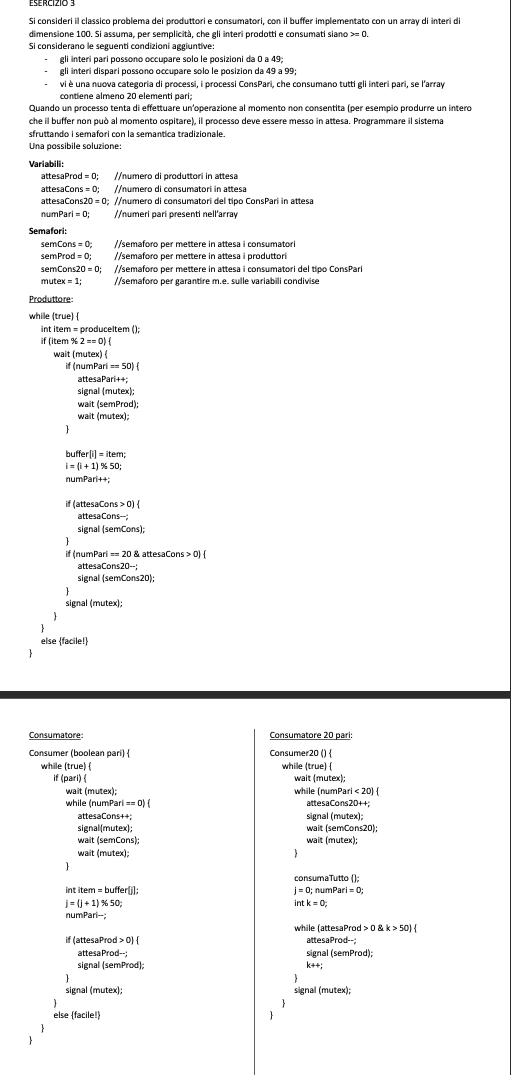 ESERCIZIO 3
Si consideri il classico problema dei produttori e consumatori, con il buffer implementato con un array di interi di
dimensione 100. Si assuma, per semplicità, che gli interi prodotti e consumati siano >= 0.
Si considerano le seguenti condizioni aggiuntive:
- gli interi pari possono occupare solo le posizioni da 0 a 49;
- gli interi dispari possono occupare solo le posizion da 49 a 99;
- vi è una nuova categoria di processi, i processi ConsPari, che consumano tutti gli interi pari, se l'array
contiene almeno 20 elementi pari;
Quando un processo tenta di effettuare un'operazione al momento non consentita (per esempio produrre un intero
che il buffer non può al momento ospitare), il processo deve essere messo in attesa. Programmare il sistema
sfruttando i semafori con la semantica tradizionale.
Una possibile soluzione:
Variabili:
attesaProd = 0; //numero di produttori in attesa
attesaCons = 0; //numero di consumatori in attesa
attesaCons20 = 0; //numero di consumatori del tipo ConsPari in attesa
numPari = 0; //numeri pari presenti nell'array
Semafori:
semCons = 0; //semaforo per mettere in attesa i consumatori
semProd = 0; //semaforo per mettere in attesa i produttori
semCons20 = 0; //semaforo per mettere in attesa i consumatori del tipo ConsPari
mutex = 1; //semaforo per garantire m.e. sulle variabili condivise
Produttore:
while (true) {
int item = produceItem ();
if (item % 2 == 0) {
wait (mutex) {
if (numPari == 50) {
attesaPari++;
signal (mutex);
wait (semProd);
wait (mutex);
}
buffer[i] = item;
i = (i + 1) % 50;
numPari++;
if (attesaCons > 0) {
attesaCons--;
signal (semCons);
}
if (numPari == 20 & attesaCons > 0) {
attesaCons20--;
signal (semCons20);
}
signal (mutex);
}
}
else {facile!}
}
Consumatore:
Consumer (boolean pari) {
while (true) {
if (pari) {
wait (mutex);
while (numPari == 0) {
attesaCons++;
signal(mutex);
wait (semCons);
wait (mutex);
}
int item = buffer[j];
j = (j + 1) % 50;
numPari--;
if (attesaProd > 0) {
attesaProd--;
signal (semProd);
}
signal (mutex);
}
else {facile!}
}
}
Consumatore 20 pari:
Consumer20 () {
while (true) {
wait (mutex);
while (numPari < 20) {
attesaCons20++;
signal (mutex);
wait (semCons20);
wait (mutex);
}
consumaTutto ();
j = 0; numPari = 0;
int k = 0;
while (attesaProd > 0 & k > 50) {
attesaProd--;
signal (semProd);
k++;
}
signal (mutex);
}
}